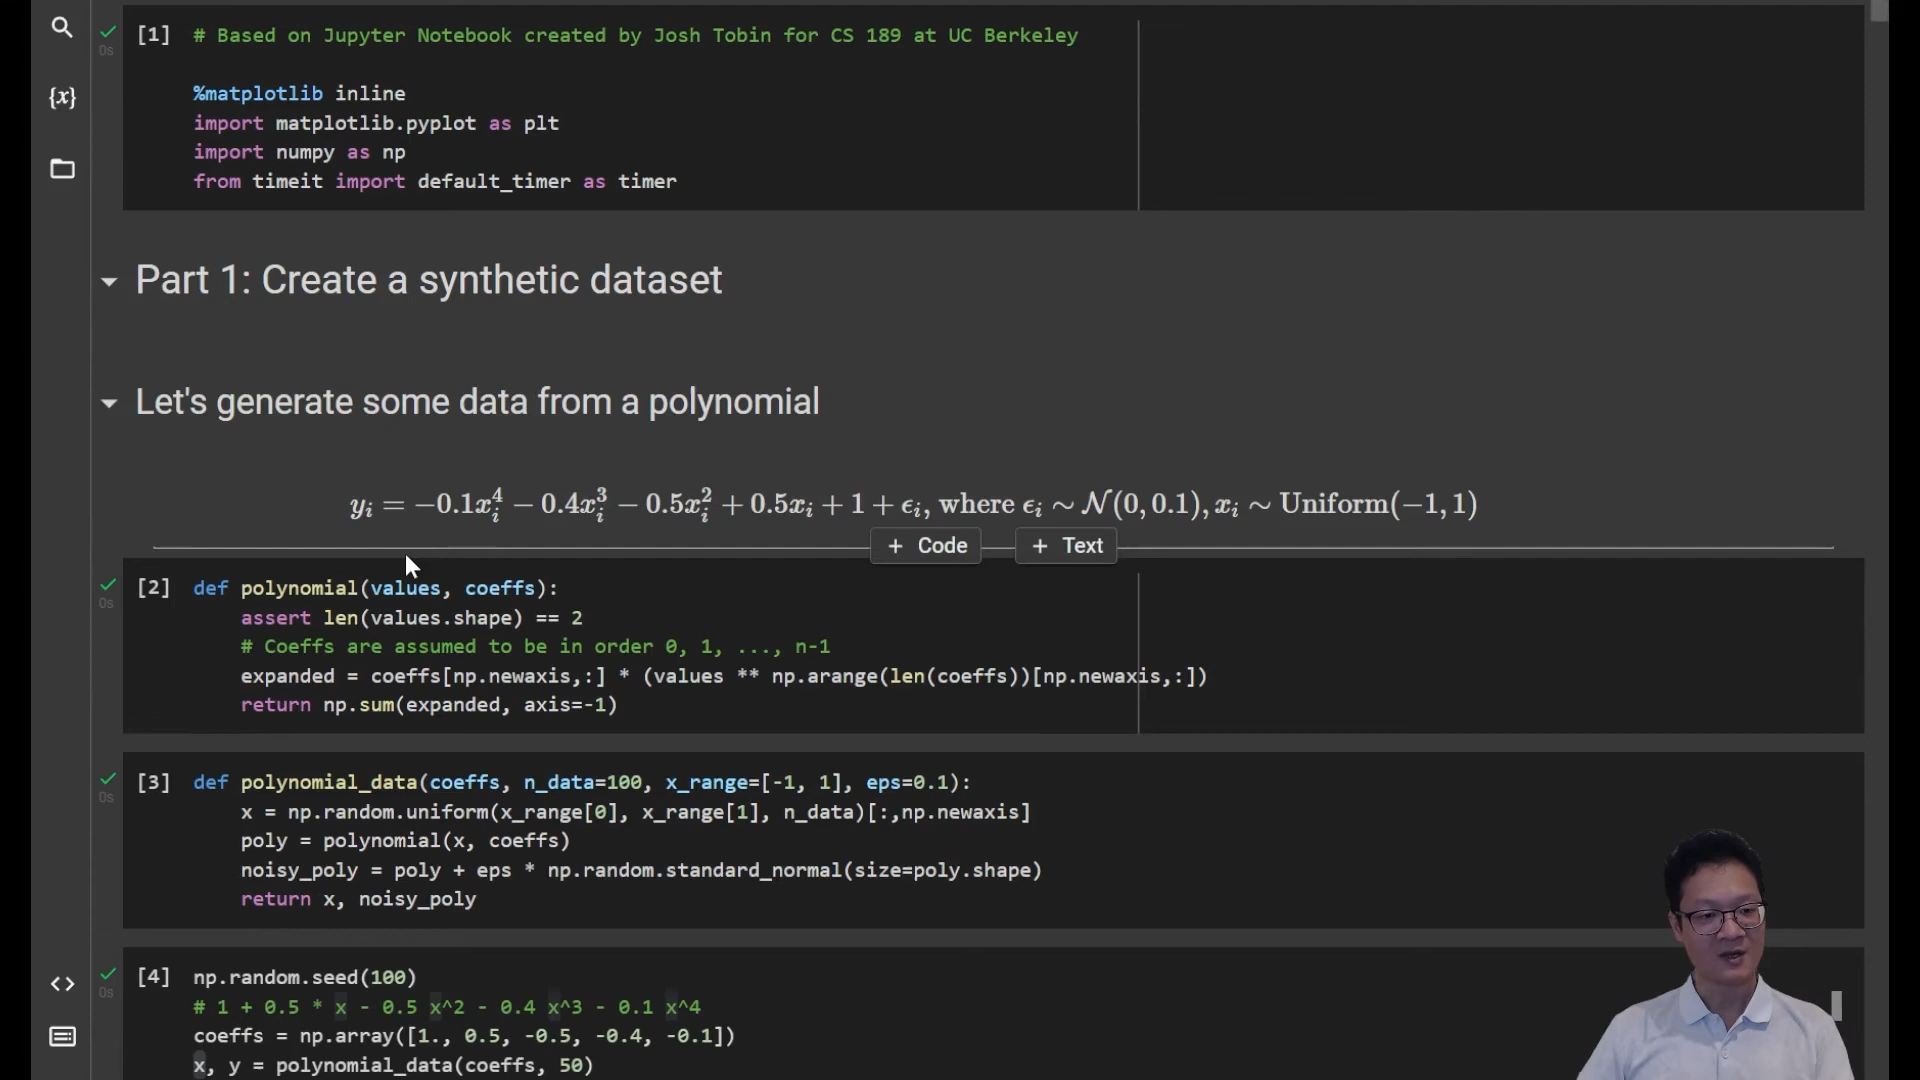 [1] # Based on Jupyter Notebook created by Josh Tobin for CS 189 at UC Berkeley
0s
%matplotlib inline
{x}
import matplotlib.pyplot as plt
import numpy as np
from timeit import default_timer as timer
Part 1: Create a synthetic dataset
Let's generate some data from a polynomial
yᵢ = −0.1xᵢ⁴ − 0.4xᵢ³ − 0.5xᵢ² + 0.5xᵢ + 1 + ϵᵢ, where ϵᵢ ∼ 𝒩(0, 0.1), xᵢ ∼ Uniform(−1, 1)
+ Code + Text
[2] def polynomial(values, coeffs):
0s
assert len(values.shape) == 2
# Coeffs are assumed to be in order 0, 1, ..., n-1
expanded = coeffs[np.newaxis,:] * (values ** np.arange(len(coeffs))[np.newaxis,:])
return np.sum(expanded, axis=-1)
[3] def polynomial_data(coeffs, n_data=100, x_range=[-1, 1], eps=0.1):
0s
x = np.random.uniform(x_range[0], x_range[1], n_data)[:,np.newaxis]
poly = polynomial(x, coeffs)
noisy_poly = poly + eps * np.random.standard_normal(size=poly.shape)
return x, noisy_poly
[4] np.random.seed(100)
0s
# 1 + 0.5 * x - 0.5 x^2 - 0.4 x^3 - 0.1 x^4
coeffs = np.array([1., 0.5, -0.5, -0.4, -0.1])
x, y = polynomial_data(coeffs, 50)